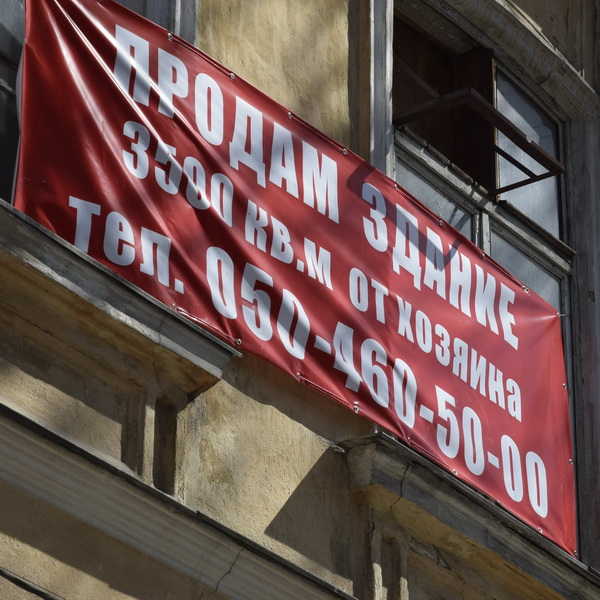 ПРОДАМ ЗДАНИЕ
3500 кв.м от хозяина
тел. 050-460-50-00